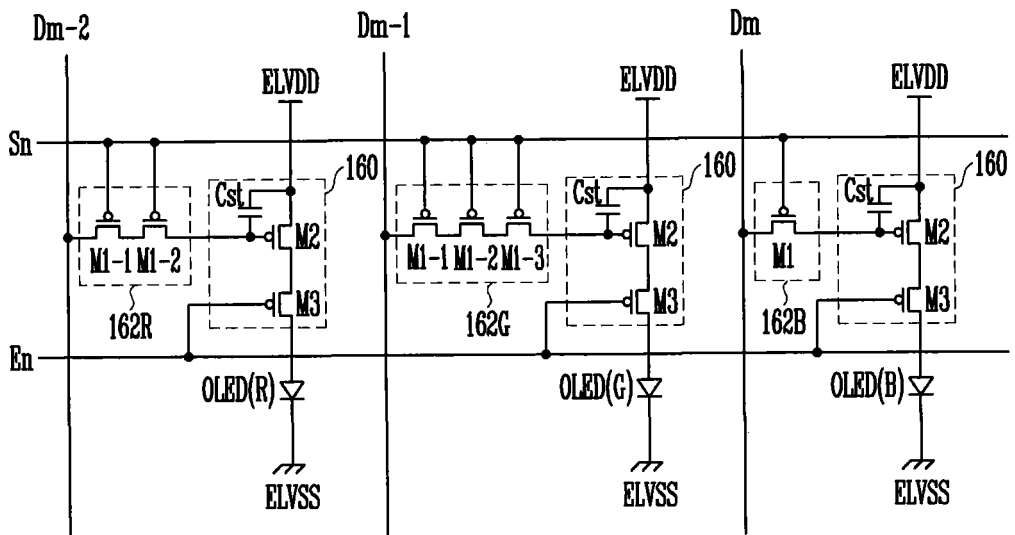 Dm-2 Dm-1 Dm
ELVDD ELVDD ELVDD
Sn
160 160 160
Cst Cst Cst
M2 M2 M2
M1-1 M1-2 M1-1 M1-2 M1-3 M1
M3 M3 M3
162R 162G 162B
En
OLED(R) OLED(G) OLED(B)
ELVSS ELVSS ELVSS